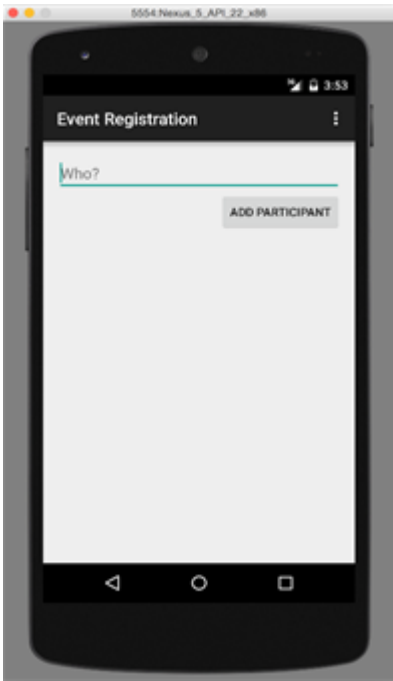 5554:Nexus_5_API_22_x86
3:53
Event Registration
Who?
ADD PARTICIPANT